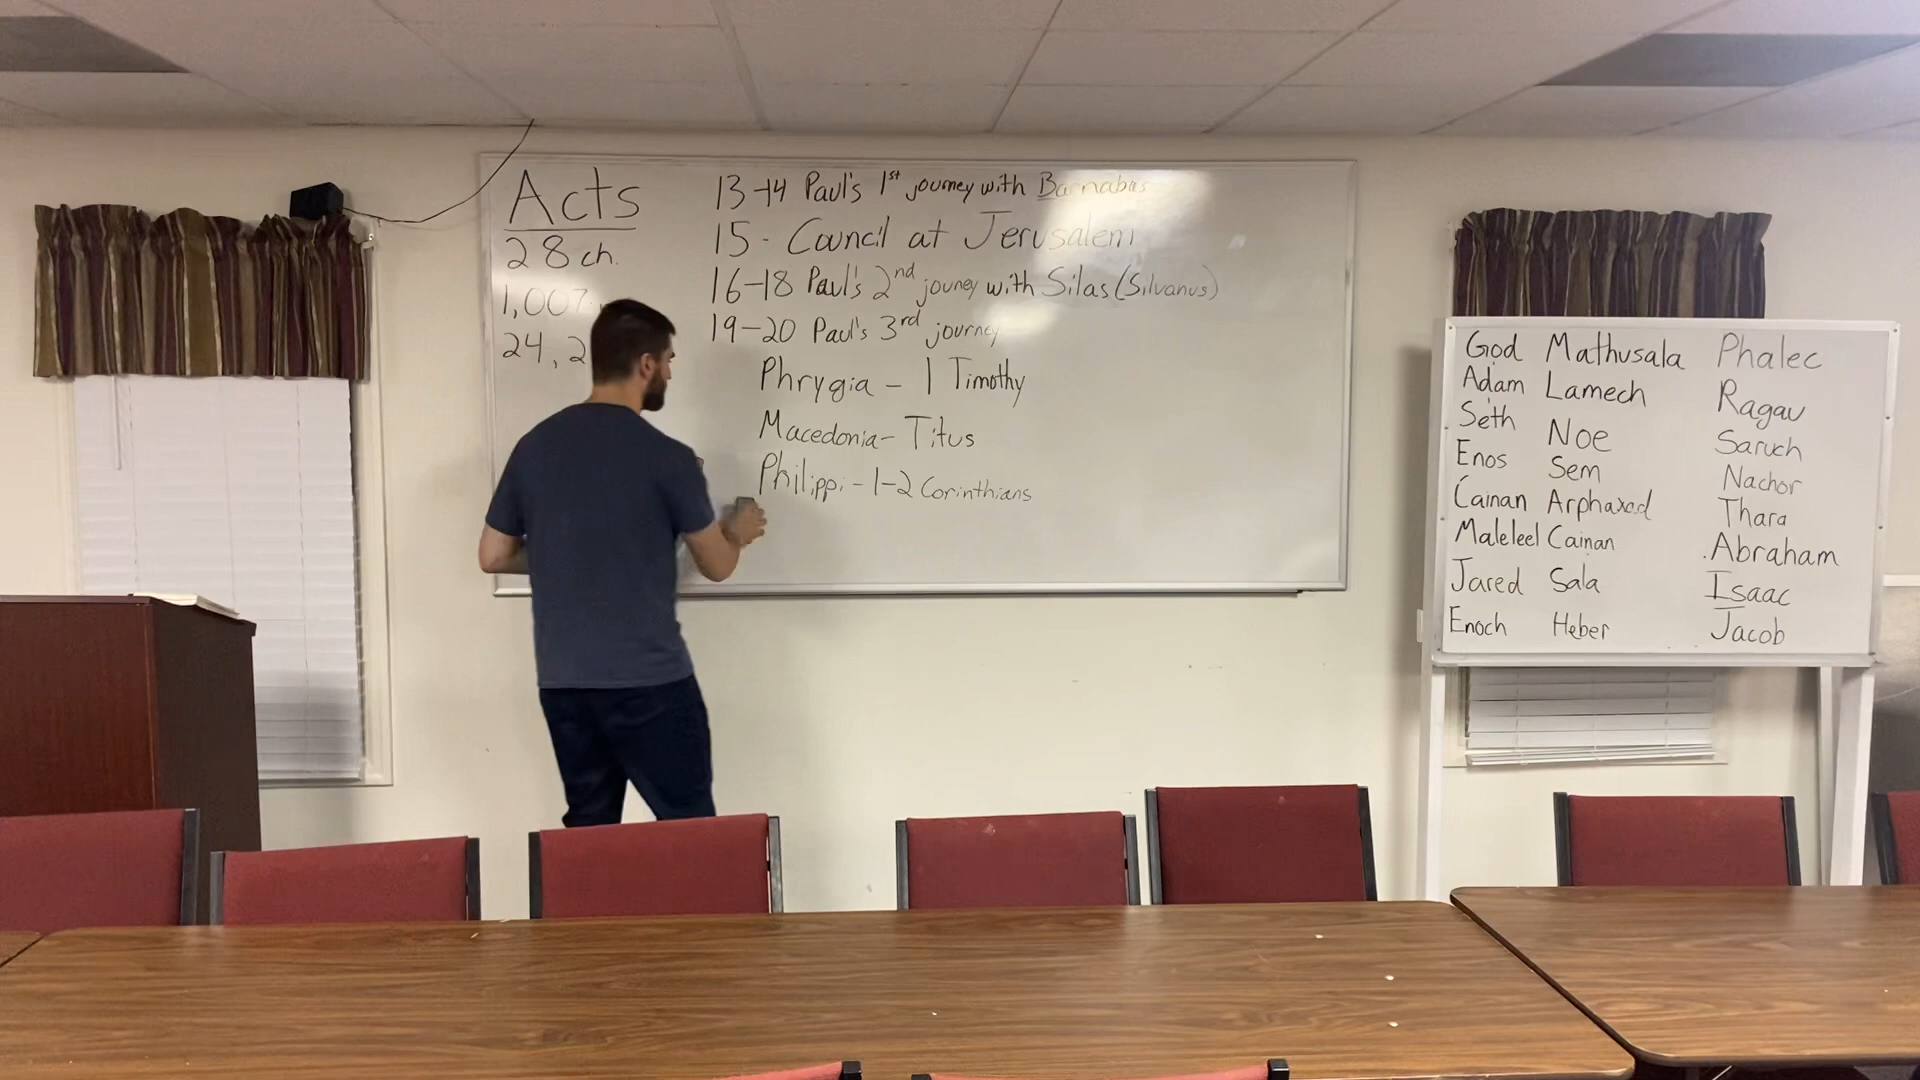 Acts
28 ch.
1,007
24,2
13-14 Paul's 1st journey with Barnabas
15- Council at Jerusalem
16-18 Paul's 2nd jouney with Silas (Silvanus)
19-20 Paul's 3rd journey
Phrygia - 1 Timothy
Macedonia- Titus
Philippi - 1-2 Corinthians
God
Adam
Seth
Enos
Cainan
Maleleel
Jared
Enoch
Mathusala
Lamech
Noe
Sem
Arphaxad
Cainan
Sala
Heber
Phalec
Ragau
Saruch
Nachor
Thara
Abraham
Isaac
Jacob